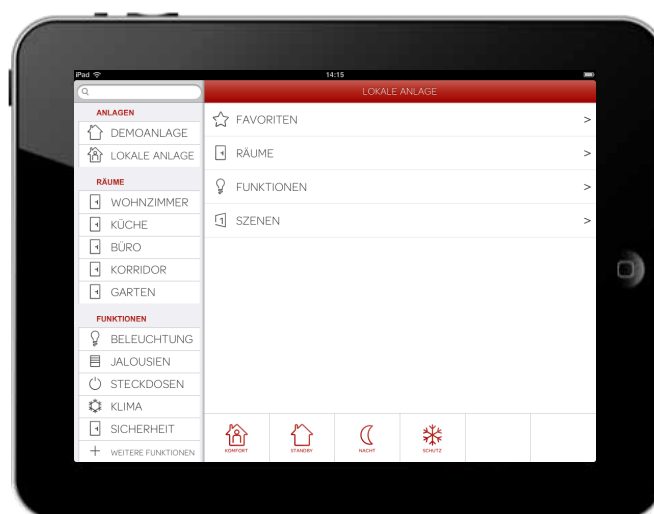 iPad
14:15
LOKALE ANLAGE
ANLAGEN
DEMOANLAGE
LOKALE ANLAGE
RÄUME
WOHNZIMMER
KÜCHE
BÜRO
KORRIDOR
GARTEN
FUNKTIONEN
BELEUCHTUNG
JALOUSIEN
STECKDOSEN
KLIMA
SICHERHEIT
WEITERE FUNKTIONEN
FAVORITEN >
RÄUME >
FUNKTIONEN >
1 SZENEN >
KOMFORT
STANDBY
NACHT
SCHUTZ